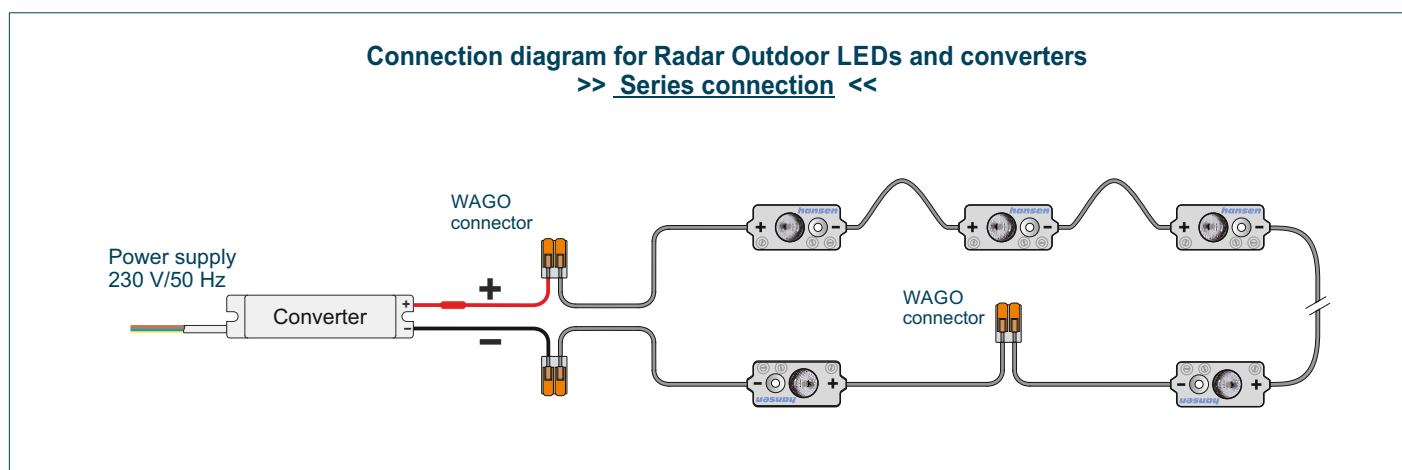 Connection diagram for Radar Outdoor LEDs and converters
>> Series connection <<
WAGO
connector
Power supply
230 V/50 Hz
Converter
+
−
+
−
+ hansen −
+ hansen −
+ hansen −
WAGO
connector
− hansen +
− hansen +